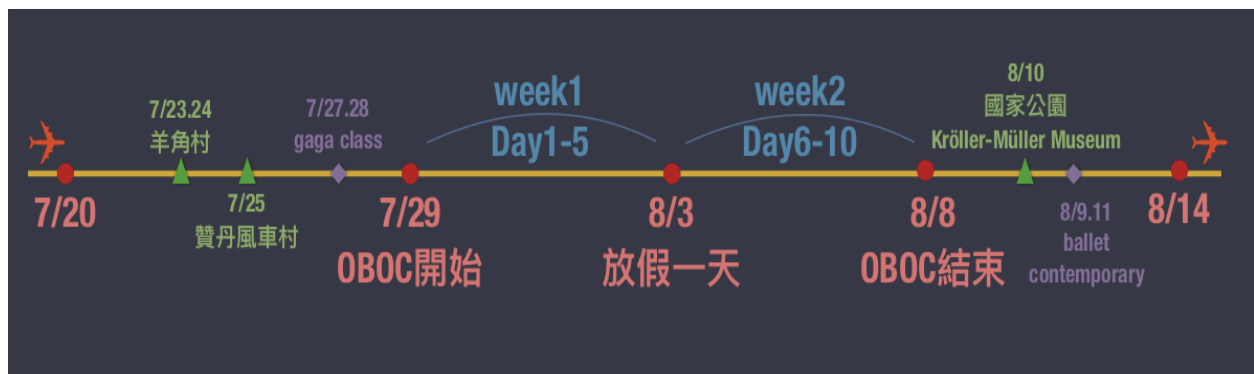 7/20
7/23.24
羊角村
7/25
贊丹風車村
7/27.28
gaga class
7/29
OBOC開始
week1
Day1-5
8/3
放假一天
week2
Day6-10
8/8
OBOC結束
8/10
國家公園
Kröller-Müller Museum
8/9.11
ballet
contemporary
8/14